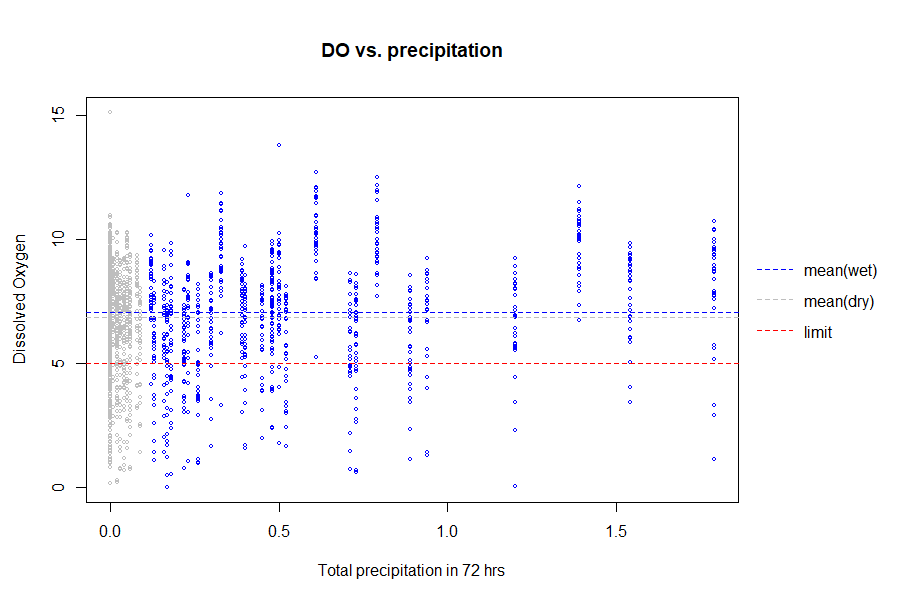 DO vs. precipitation
Dissolved Oxygen
15
10
5
0
0.0
0.5
1.0
1.5
Total precipitation in 72 hrs
mean(wet)
mean(dry)
limit